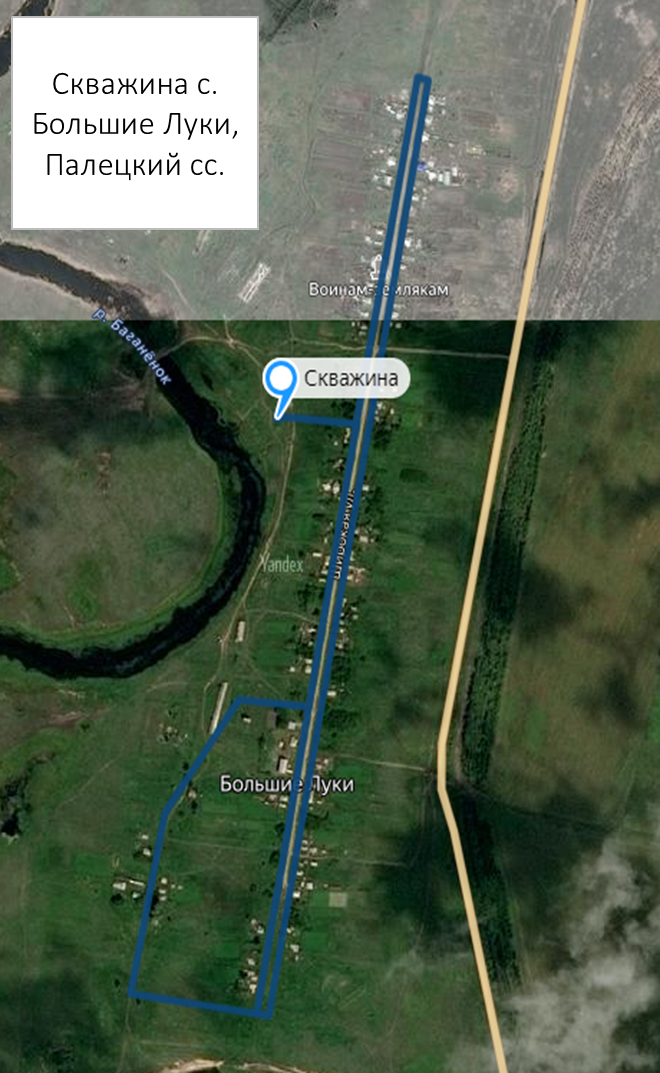 Скважина с.
Большие Луки,
Палецкий сс.
Воинам-землякам
р. Баганёнок
Скважина
Yandex
Большие Луки